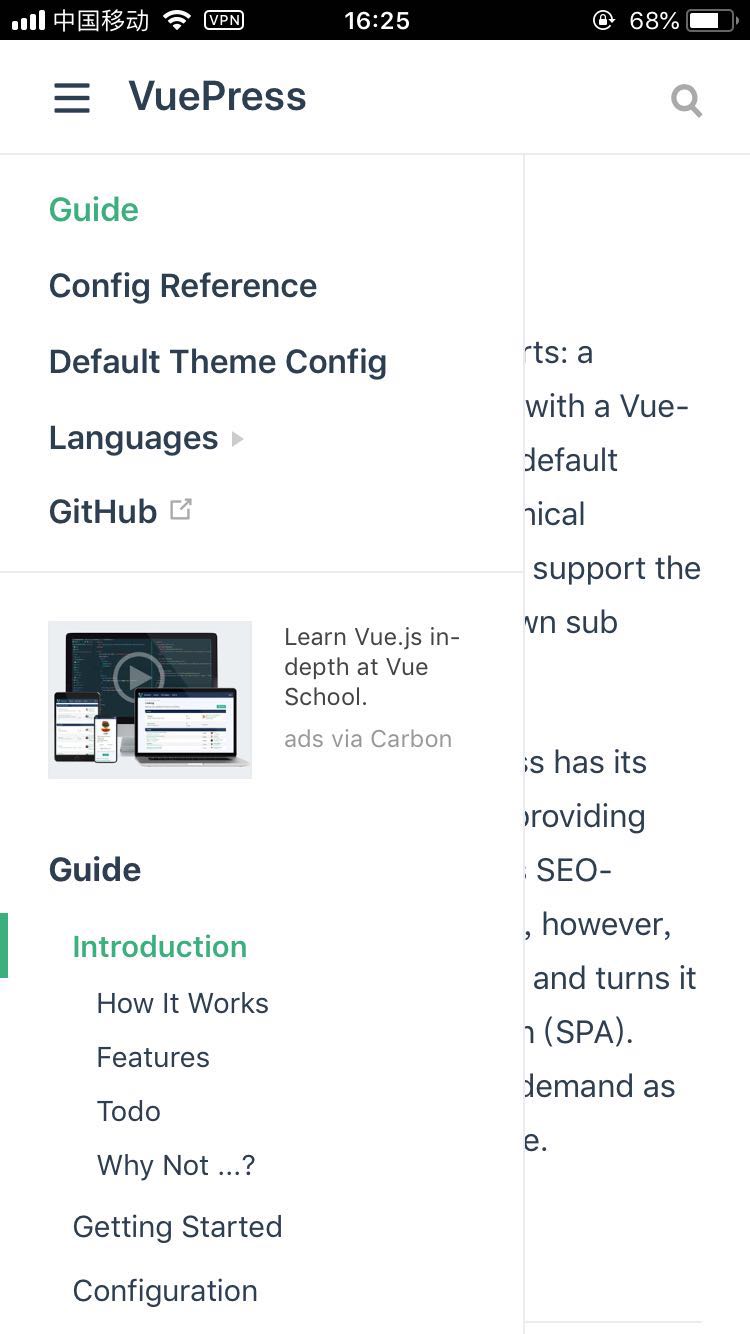 中国移动 VPN 16:25 68%
VuePress
Guide
Config Reference
Default Theme Config
Languages
GitHub
Learn Vue.js in-
depth at Vue
School.
ads via Carbon
Guide
Introduction
How It Works
Features
Todo
Why Not ...?
Getting Started
Configuration
rts: a
with a Vue-
default
nical
support the
wn sub
ss has its
providing
SEO-
, however,
and turns it
n (SPA).
demand as
e.